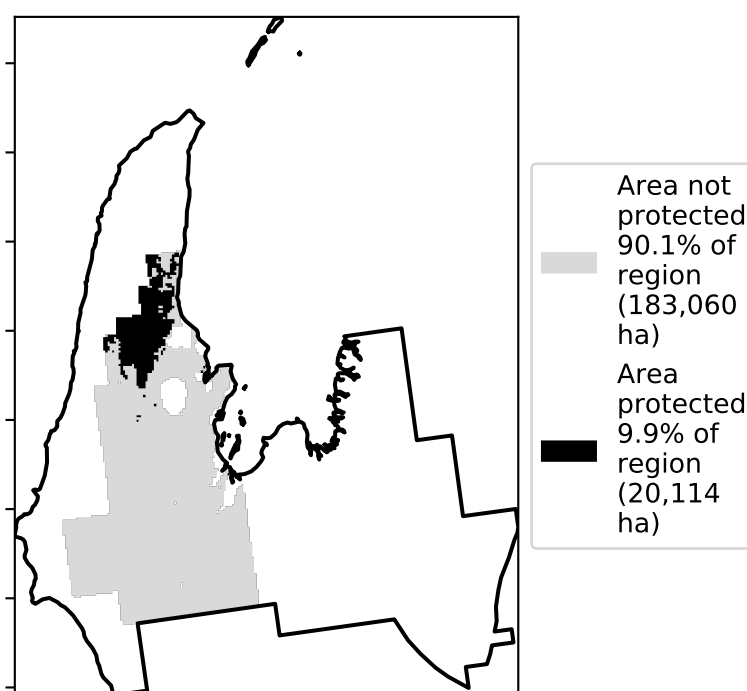 Area not
protected
90.1% of
region
(183,060
ha)
Area
protected
9.9% of
region
(20,114
ha)